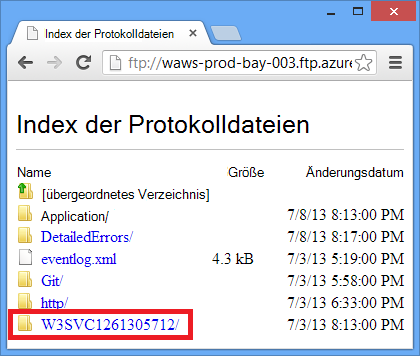 Index der Protokolldateien
ftp://waws-prod-bay-003.ftp.azure
Index der Protokolldateien
Name Größe Änderungsdatum
[übergeordnetes Verzeichnis]
Application/ 7/8/13 8:13:00 PM
DetailedErrors/ 7/8/13 8:17:00 PM
eventlog.xml 4.3 kB 7/3/13 5:19:00 PM
Git/ 7/3/13 5:58:00 PM
http/ 7/3/13 6:33:00 PM
W3SVC1261305712/ 7/3/13 8:13:00 PM